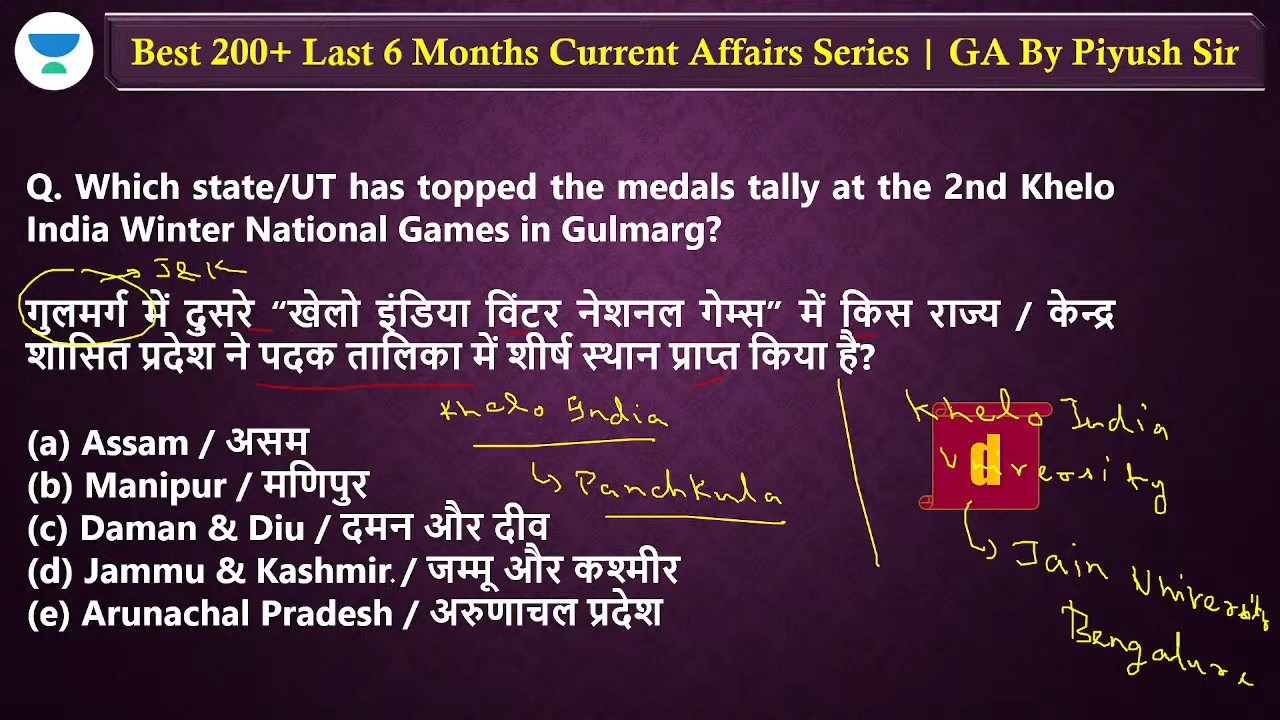 Best 200+ Last 6 Months Current Affairs Series | GA By Piyush Sir
Q. Which state/UT has topped the medals tally at the 2nd Khelo
India Winter National Games in Gulmarg?
J&K
गुलमर्ग में दुसरे “खेलो इंडिया विंटर नेशनल गेम्स” में किस राज्य / केन्द्र
शासित प्रदेश ने पदक तालिका में शीर्ष स्थान प्राप्त किया है?
(a) Assam / असम
(b) Manipur / मणिपुर
(c) Daman & Diu / दमन और दीव
(d) Jammu & Kashmir / जम्मू और कश्मीर
(e) Arunachal Pradesh / अरुणाचल प्रदेश
Khelo India
Panchkula
Khelo India
University
d
Jain University
Bengalure